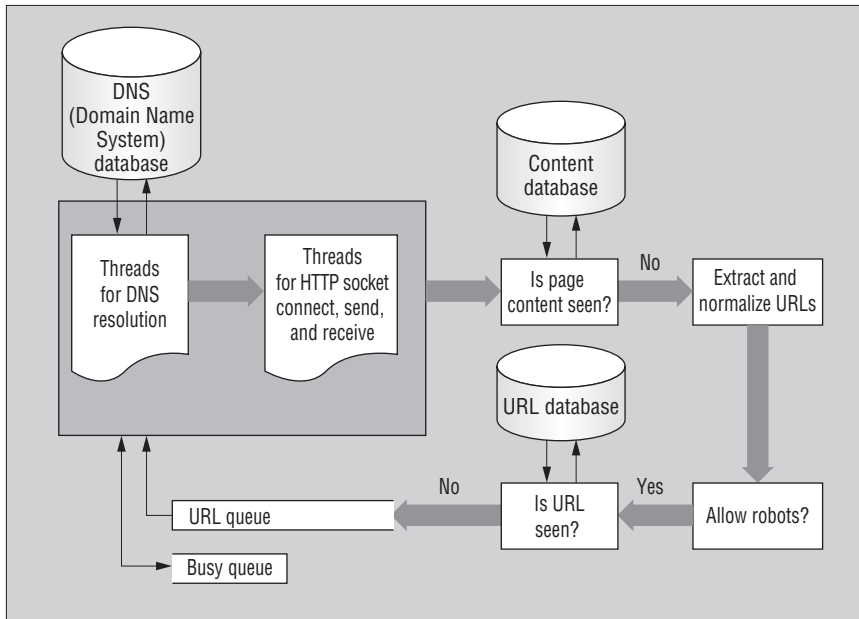 DNS
(Domain Name
System)
database
Content
database
Threads
for DNS
resolution
Threads
for HTTP socket
connect, send,
and receive
Is page
content seen?
No
Extract and
normalize URLs
URL database
No
Is URL
seen?
Yes
Allow robots?
URL queue
Busy queue